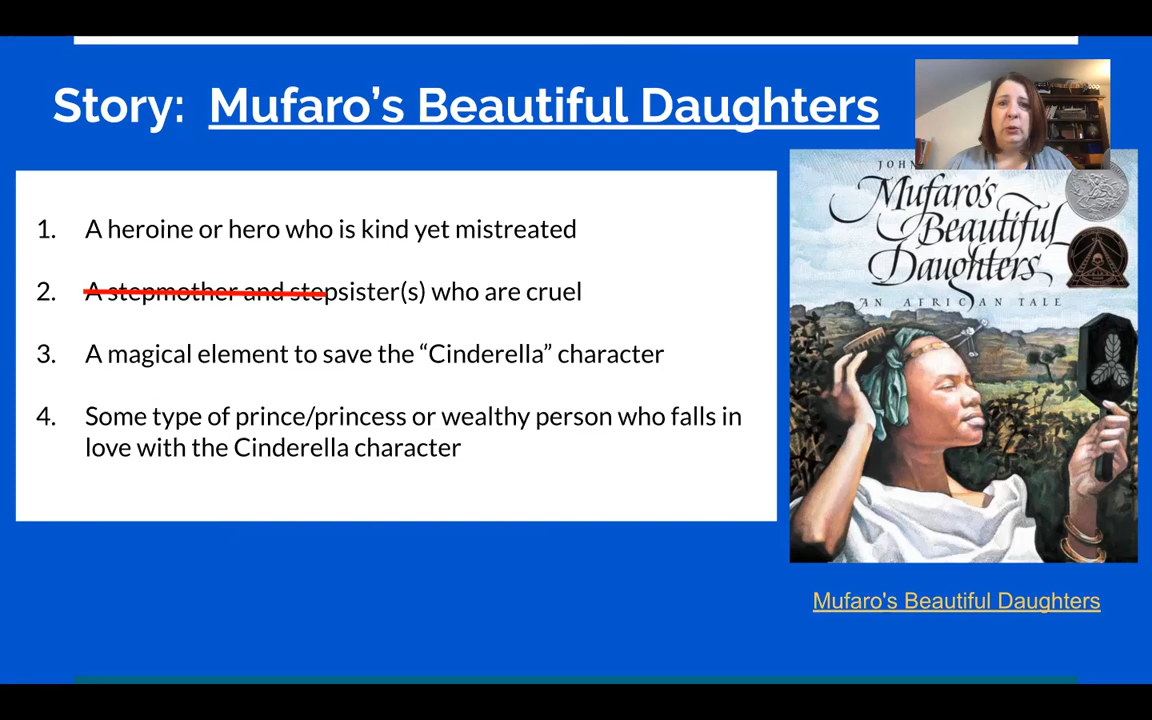 Story: Mufaro's Beautiful Daughters
1. A heroine or hero who is kind yet mistreated
2. A stepmother and stepsister(s) who are cruel
3. A magical element to save the “Cinderella” character
4. Some type of prince/princess or wealthy person who falls in
love with the Cinderella character
JOHN
Mufaro's
Beautiful
Daughters
AN AFRICAN TALE
Mufaro's Beautiful Daughters